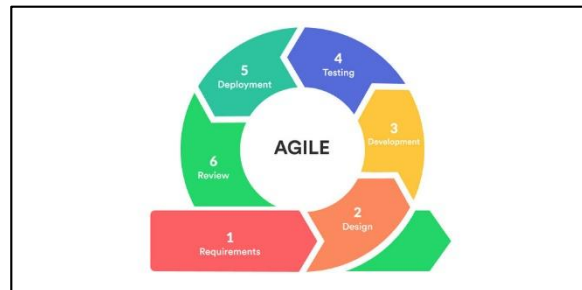 AGILE
1
Requirements
2
Design
3
Development
4
Testing
5
Deployment
6
Review